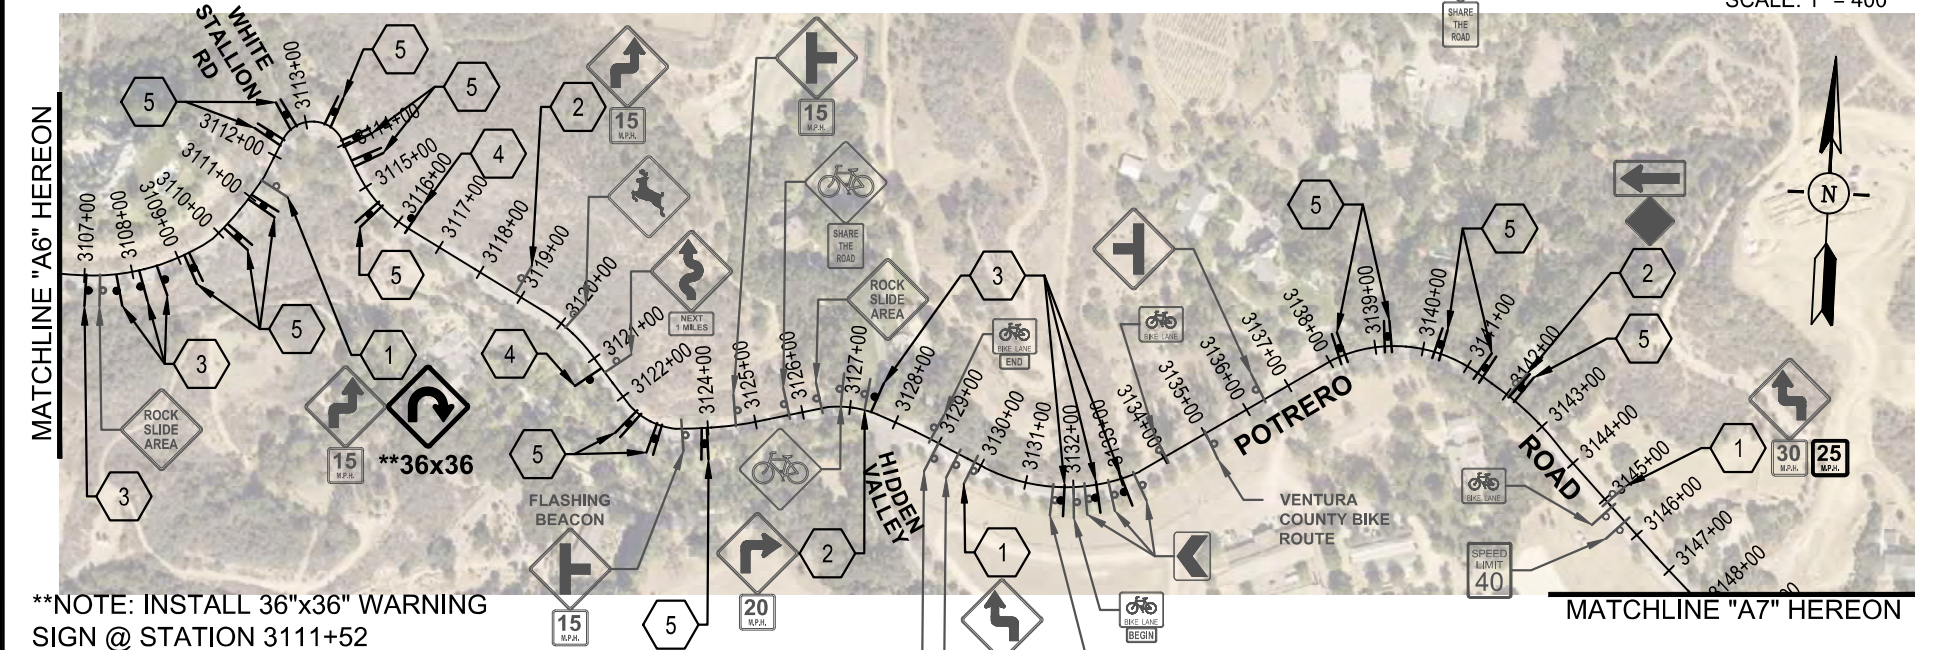 SCALE: 1" = 400'
SHARE
THE
ROAD
WHITE
STALLION
RD
MATCHLINE "A6" HEREON
3107+00
3108+00
3109+00
3110+00
3111+00
3112+00
3113+00
3114+00
3115+00
3116+00
3117+00
3118+00
3119+00
3120+00
3121+00
3122+00
3124+00
3125+00
3126+00
3127+00
3128+00
3129+00
3130+00
3131+00
3132+00
3133+00
3134+00
3135+00
3136+00
3137+00
3138+00
3139+00
3140+00
3141+00
3142+00
3143+00
3144+00
3145+00
3146+00
3147+00
3148+00
5
5
5
4
2
15
M.P.H.
15
M.P.H.
SHARE
THE
ROAD
ROCK
SLIDE
AREA
NEXT
1 MILES
5
5
3
1
3
ROCK
SLIDE
AREA
15
M.P.H.
**36x36
4
5
FLASHING
BEACON
15
M.P.H.
5
20
M.P.H.
2
HIDDEN
VALLEY
3
BIKE LANE
END
1
BIKE LANE
BEGIN
BIKE LANE
POTRERO
ROAD
VENTURA
COUNTY BIKE
ROUTE
5
5
2
5
N
1
30
M.P.H.
25
M.P.H.
BIKE LANE
SPEED
LIMIT
40
**NOTE: INSTALL 36"x36" WARNING
SIGN @ STATION 3111+52
MATCHLINE "A7" HEREON